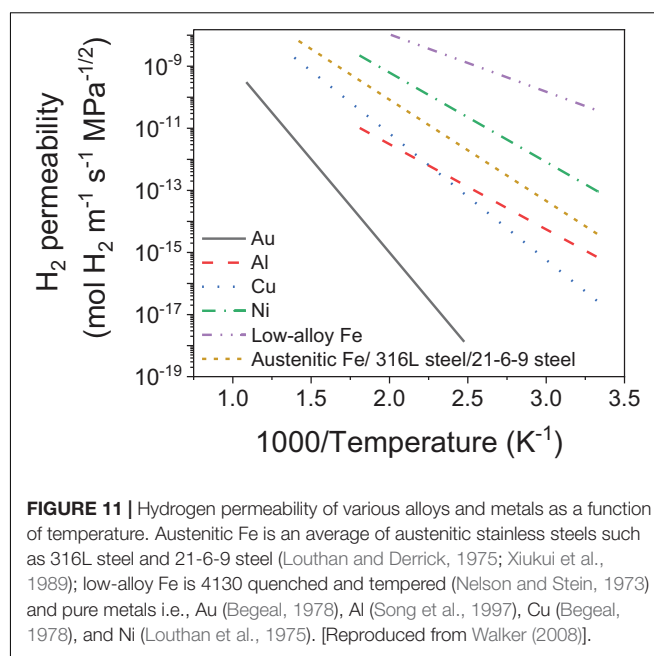 H₂ permeability
(mol H₂ m⁻¹ s⁻¹ MPa⁻¹/²)
10⁻⁹
10⁻¹¹
10⁻¹³
10⁻¹⁵
10⁻¹⁷
10⁻¹⁹
Au
Al
Cu
Ni
Low-alloy Fe
Austenitic Fe/ 316L steel/21-6-9 steel
1.0 1.5 2.0 2.5 3.0 3.5
1000/Temperature (K⁻¹)
FIGURE 11 | Hydrogen permeability of various alloys and metals as a function
of temperature. Austenitic Fe is an average of austenitic stainless steels such
as 316L steel and 21-6-9 steel (Louthan and Derrick, 1975; Xiukui et al.,
1989); low-alloy Fe is 4130 quenched and tempered (Nelson and Stein, 1973)
and pure metals i.e., Au (Begeal, 1978), Al (Song et al., 1997), Cu (Begeal,
1978), and Ni (Louthan et al., 1975). [Reproduced from Walker (2008)].